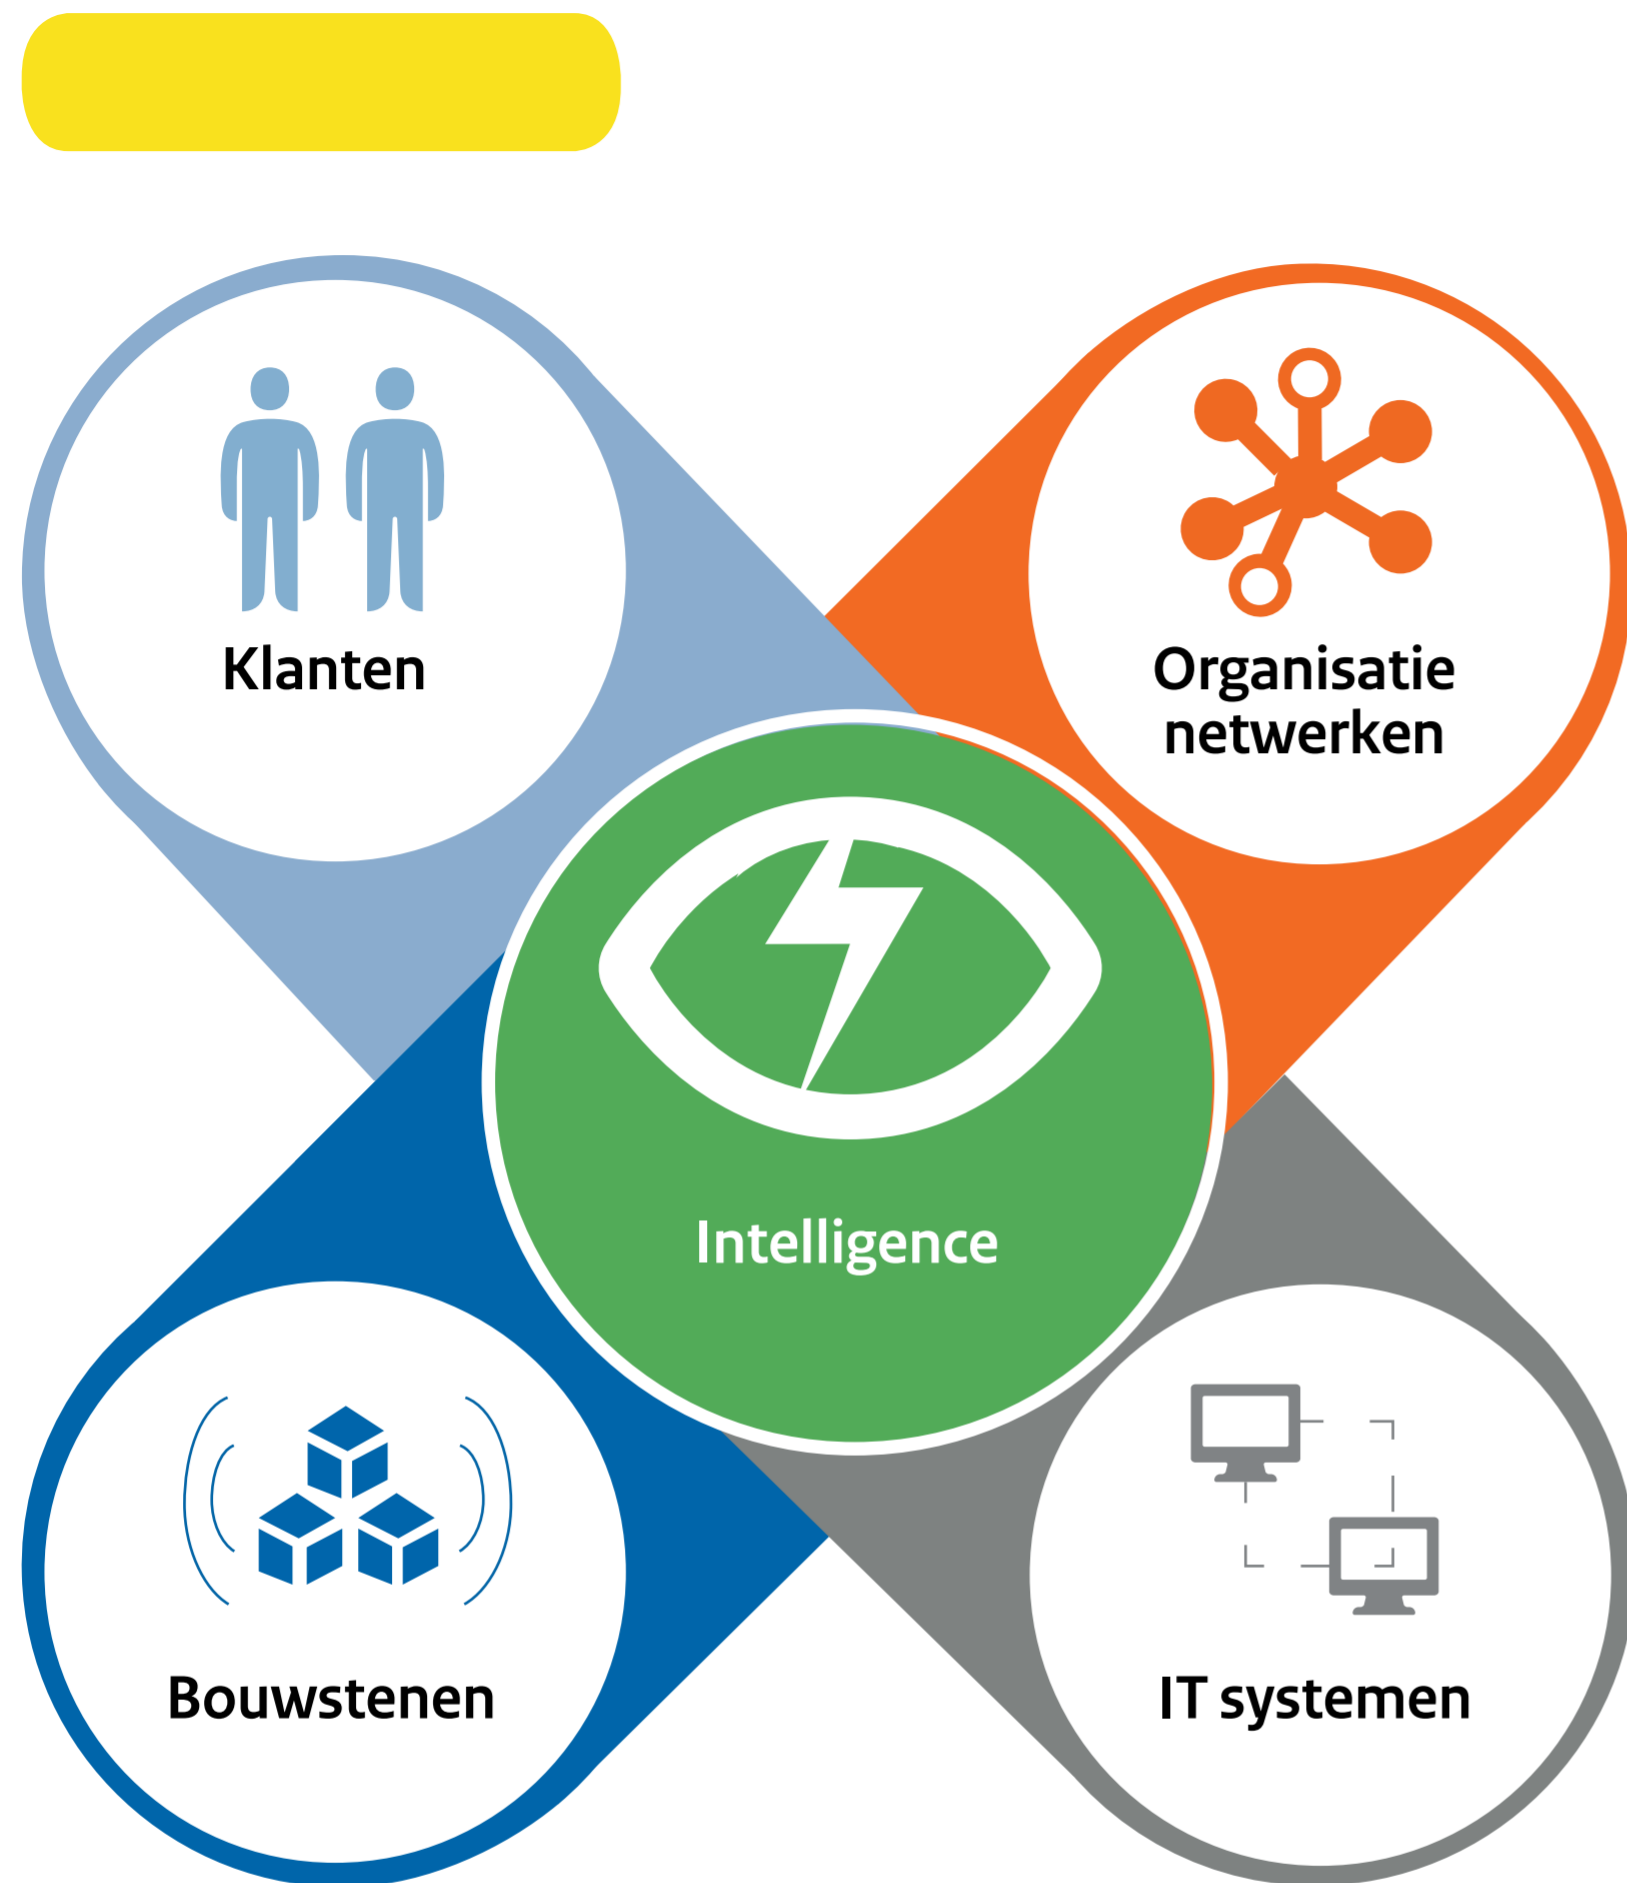 Klanten
Organisatie
netwerken
Intelligence
Bouwstenen
IT systemen